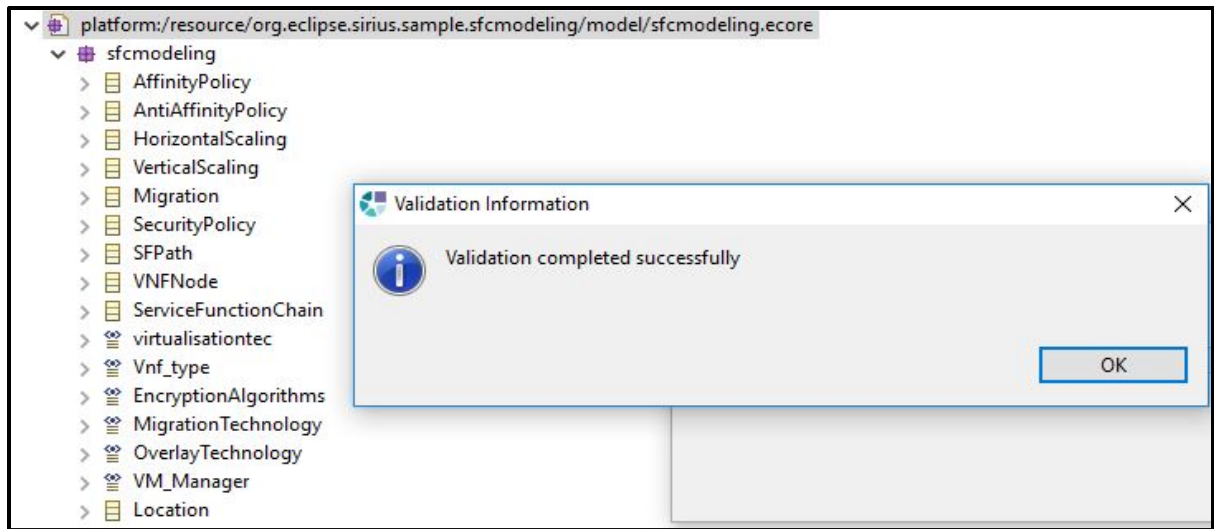 platform:/resource/org.eclipse.sirius.sample.sfcmodeling/model/sfcmodeling.ecore
sfcmodeling
AffinityPolicy
AntiAffinityPolicy
HorizontalScaling
VerticalScaling
Migration
SecurityPolicy
SFPath
VNFNode
ServiceFunctionChain
virtualisationtec
Vnf_type
EncryptionAlgorithms
MigrationTechnology
OverlayTechnology
VM_Manager
Location
Validation Information
Validation completed successfully
OK